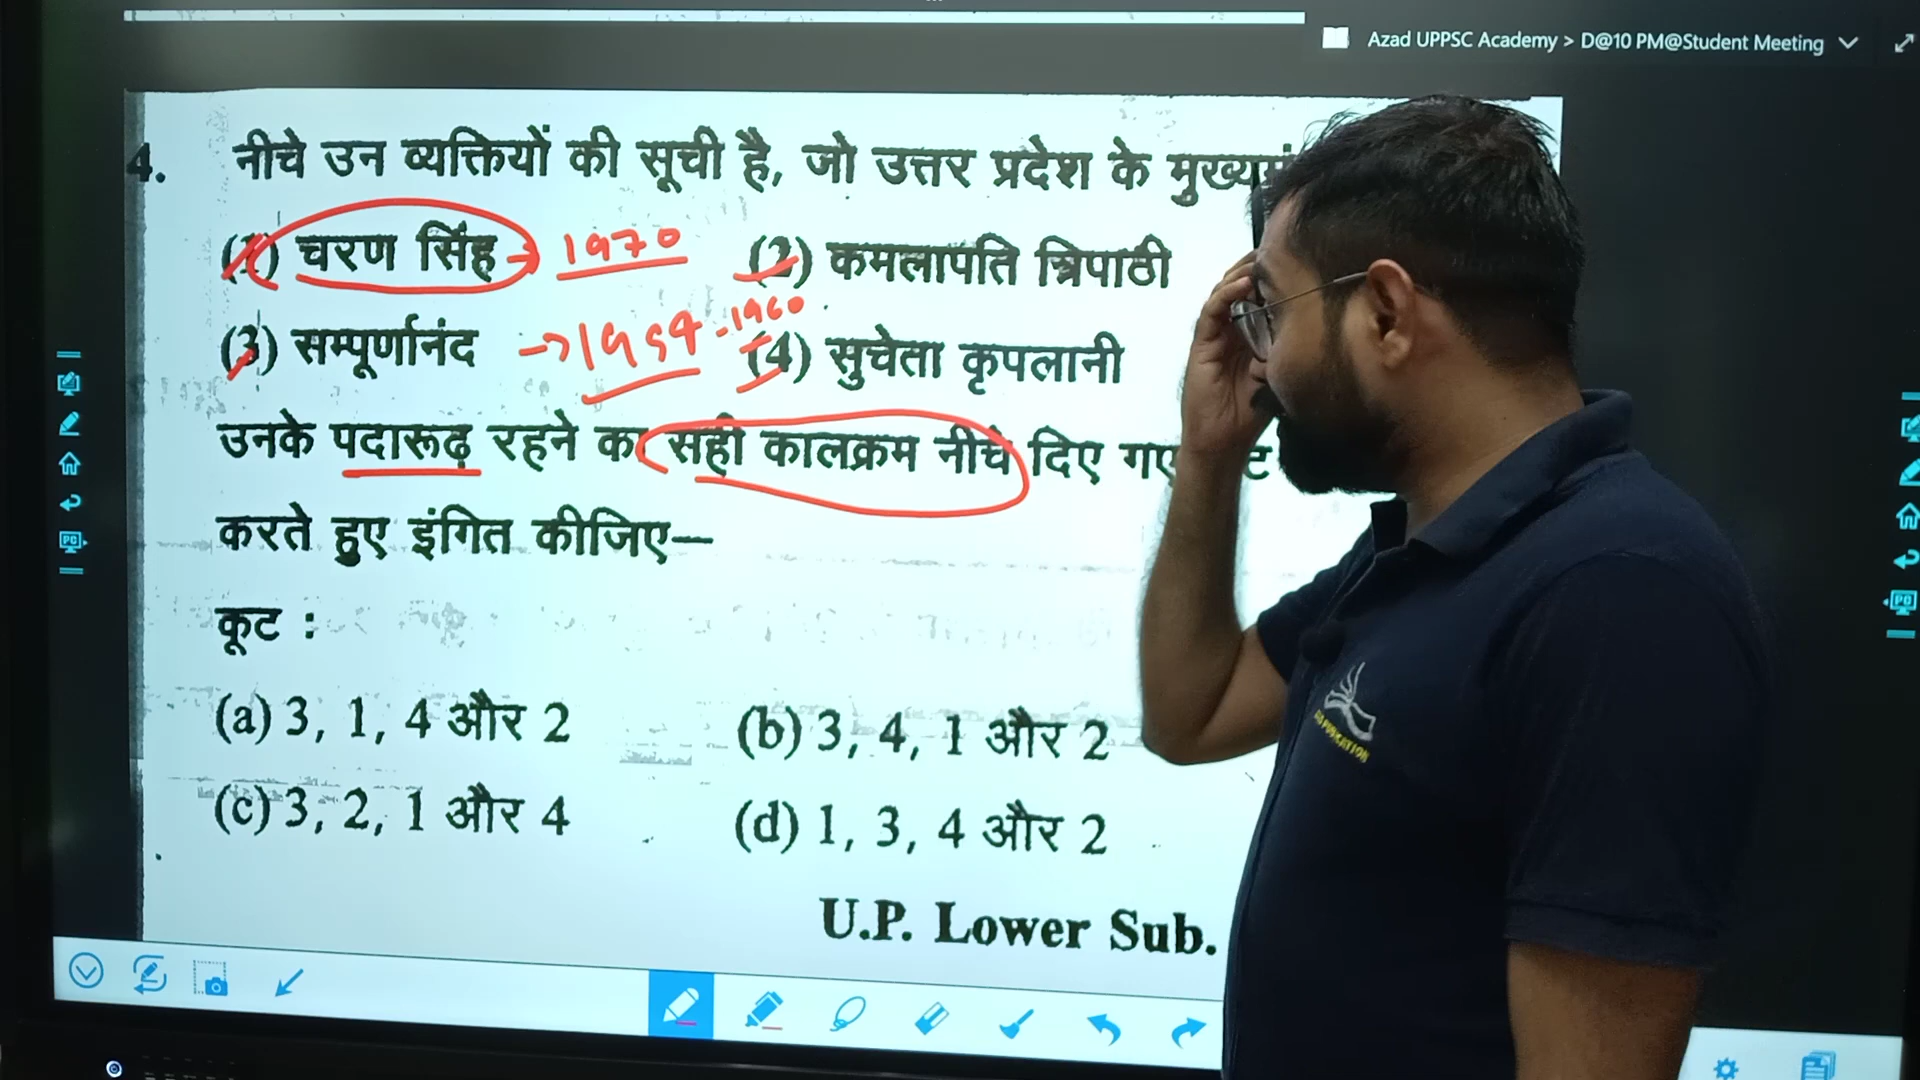 Azad UPPSC Academy > D@10 PM@Student Meeting
4. नीचे उन व्यक्तियों की सूची है, जो उत्तर प्रदेश के
(1) चरण सिंह → 1970 (2) कमलापति त्रिपाठी
(3) सम्पूर्णानंद → 1954 - 1960 (4) सुचेता कृपलानी
उनके पदारूढ़ रहने का सही कालक्रम नीचे दिए गए
करते हुए इंगित कीजिए—
कूट :
(a) 3, 1, 4 और 2 (b) 3, 4, 1 और 2
(c) 3, 2, 1 और 4 (d) 1, 3, 4 और 2
U.P. Lower Sub.